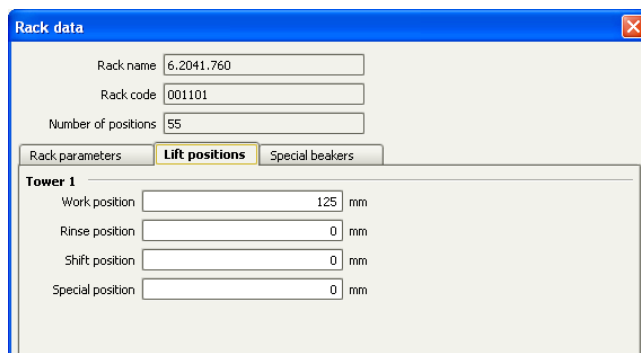 Rack data
Rack name 6.2041.760
Rack code 001101
Number of positions 55
Rack parameters Lift positions Special beakers
Tower 1
Work position 125 mm
Rinse position 0 mm
Shift position 0 mm
Special position 0 mm